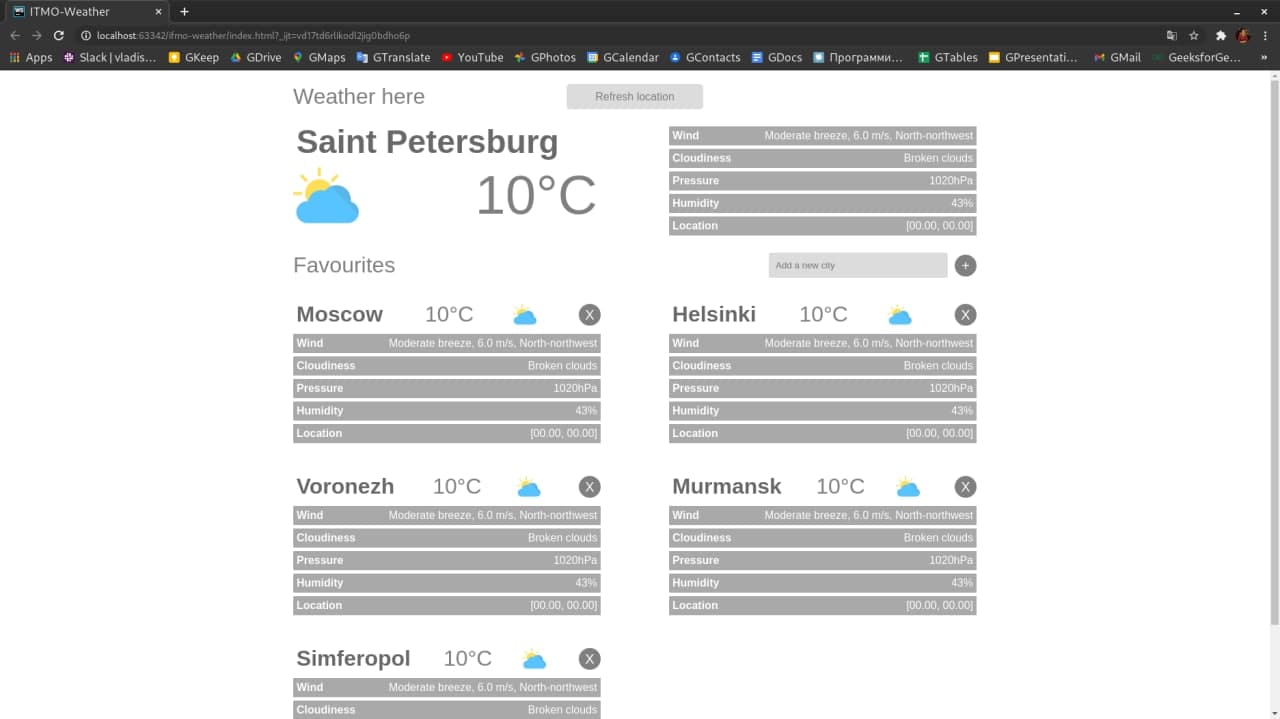 ITMO-Weather
localhost:63342/ifmo-weather/index.html?_ijt=vd17td6rlikodl2jig0bdho6p
Apps Slack | vladis... GKeep GDrive GMaps GTranslate YouTube GPhotos GCalendar GContacts GDocs Программи... GTables GPresentati... GMail GeeksforGe... »
Weather here
Refresh location
Saint Petersburg
10°C
Wind Moderate breeze, 6.0 m/s, North-northwest
Cloudiness Broken clouds
Pressure 1020hPa
Humidity 43%
Location [00.00, 00.00]
Favourites
Add a new city +
Moscow 10°C X
Wind Moderate breeze, 6.0 m/s, North-northwest
Cloudiness Broken clouds
Pressure 1020hPa
Humidity 43%
Location [00.00, 00.00]
Helsinki 10°C X
Wind Moderate breeze, 6.0 m/s, North-northwest
Cloudiness Broken clouds
Pressure 1020hPa
Humidity 43%
Location [00.00, 00.00]
Voronezh 10°C X
Wind Moderate breeze, 6.0 m/s, North-northwest
Cloudiness Broken clouds
Pressure 1020hPa
Humidity 43%
Location [00.00, 00.00]
Murmansk 10°C X
Wind Moderate breeze, 6.0 m/s, North-northwest
Cloudiness Broken clouds
Pressure 1020hPa
Humidity 43%
Location [00.00, 00.00]
Simferopol 10°C X
Wind Moderate breeze, 6.0 m/s, North-northwest
Cloudiness Broken clouds